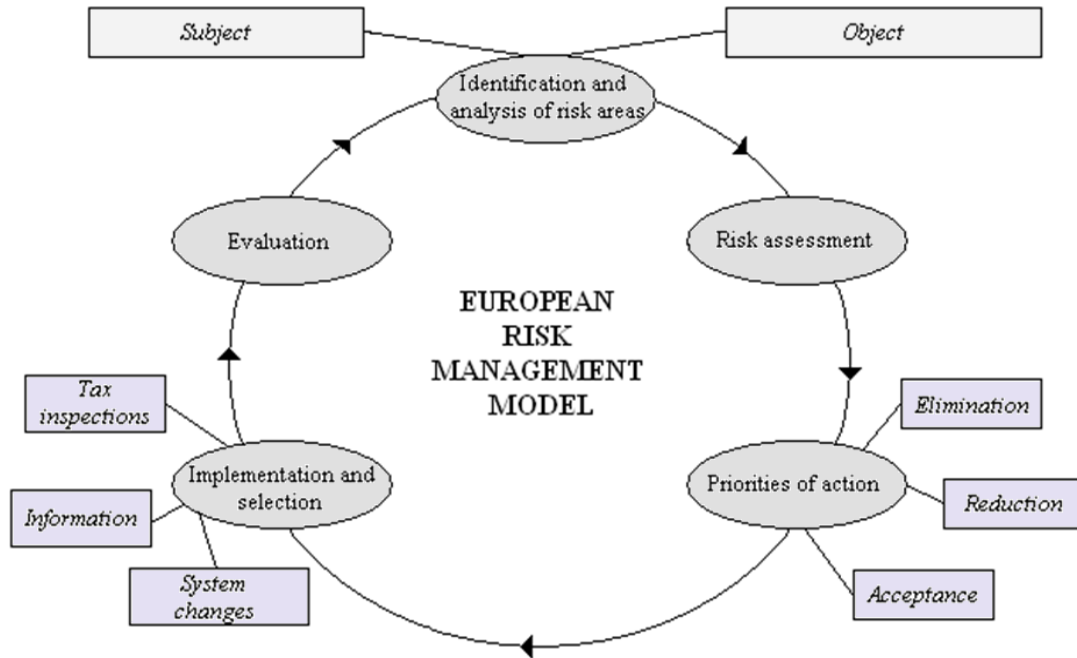 Subject
Object
Identification and
analysis of risk areas
Evaluation
Risk assessment
EUROPEAN
RISK
MANAGEMENT
MODEL
Tax
inspections
Elimination
Implementation and
selection
Priorities of action
Information
Reduction
System
changes
Acceptance